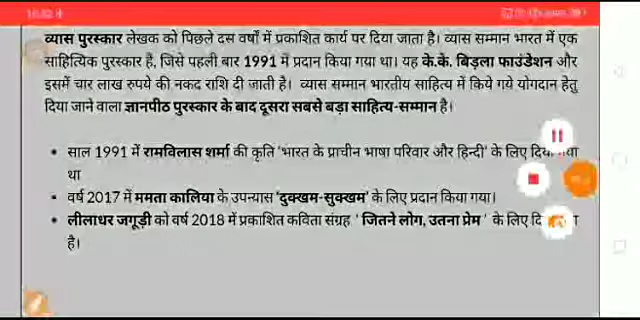 व्यास पुरस्कार लेखक को पिछले दस वर्षों में प्रकाशित कार्य पर दिया जाता है। व्यास सम्मान भारत में एक
साहित्यिक पुरस्कार है, जिसे पहली बार 1991 में प्रदान किया गया था। यह के.के. बिड़ला फाउंडेशन और
इसमें चार लाख रुपये की नकद राशि दी जाती है। व्यास सम्मान भारतीय साहित्य में किये गये योगदान हेतु
दिया जाने वाला ज्ञानपीठ पुरस्कार के बाद दूसरा सबसे बड़ा साहित्य-सम्मान है।
• साल 1991 में रामविलास शर्मा की कृति 'भारत के प्राचीन भाषा परिवार और हिन्दी' के लिए
था
• वर्ष 2017 में ममता कालिया के उपन्यास 'दुक्खम-सुक्खम' के लिए प्रदान किया गया।
• लीलाधर जगूड़ी को वर्ष 2018 में प्रकाशित कविता संग्रह ' जितने लोग, उतना प्रेम ' के लिए
है।